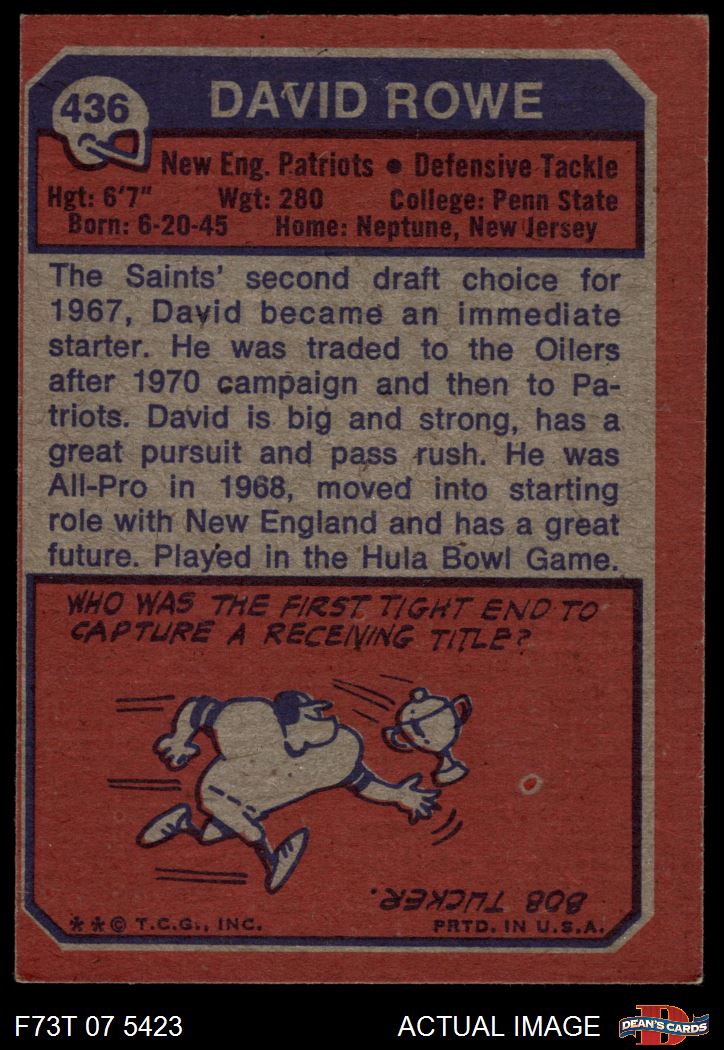 436
DAVID ROWE
New Eng. Patriots ● Defensive Tackle
Hgt: 6'7" Wgt: 280 College: Penn State
Born: 6-20-45 Home: Neptune, New Jersey
The Saints' second draft choice for
1967, David became an immediate
starter. He was traded to the Oilers
after 1970 campaign and then to Pa-
triots. David is big and strong, has a
great pursuit and pass rush. He was
All-Pro in 1968, moved into starting
role with New England and has a great
future. Played in the Hula Bowl Game.
WHO WAS THE FIRST TIGHT END TO
CAPTURE A RECEIVING TITLE?
BOB TUCKER.
**© T.C.G., INC. PRTD. IN U.S.A.
F73T 07 5423 ACTUAL IMAGE
D
DEAN'S CARDS